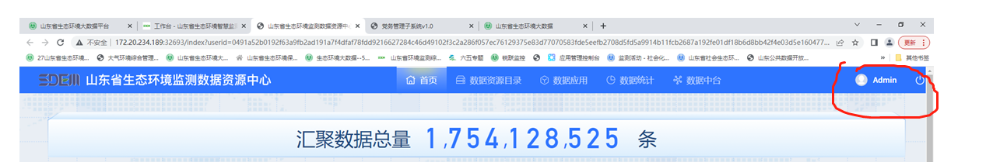 山东省生态环境大数据平台 × 工作台 - 山东省生态环境智慧监 × 山东省生态环境监测数据资源中 × 党务管理子系统v1.0 × 山东省生态环境大数据 × +
不安全 | 172.20.234.189:32693/index?userid=0491a52b0192f63a9fb2ad191a7f4dfaf78fdd9216627284c46d49102f3c2a286f057ec76129375e83d77070583fde5eefb2708d5fd5a9914b11fcb2687a192fe01df18b6d8bb42f4e03d5e160477... 更新
27山东省生态环境... 大气环境综合管理... 山东省生态环境大... 山东省生态环境保... 生态环境大数据--5... 山东省环境监测综... 六五专题 锐跃监控 应用管理控制台 监测活动 - 社会化... 山东省社会生态环... 山东公共数据开放... » 其他书签
SDEM 山东省生态环境监测数据资源中心 首页 数据资源目录 数据应用 数据统计 数据中台 Admin
汇聚数据总量 1,754,128,525 条